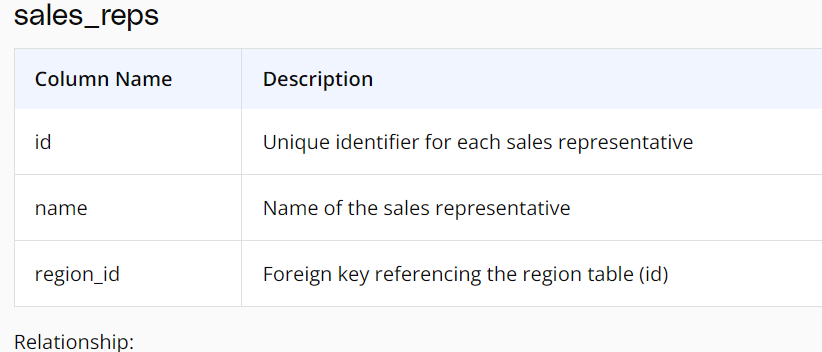 sales_reps
Column Name Description
id Unique identifier for each sales representative
name Name of the sales representative
region_id Foreign key referencing the region table (id)
Relationship: